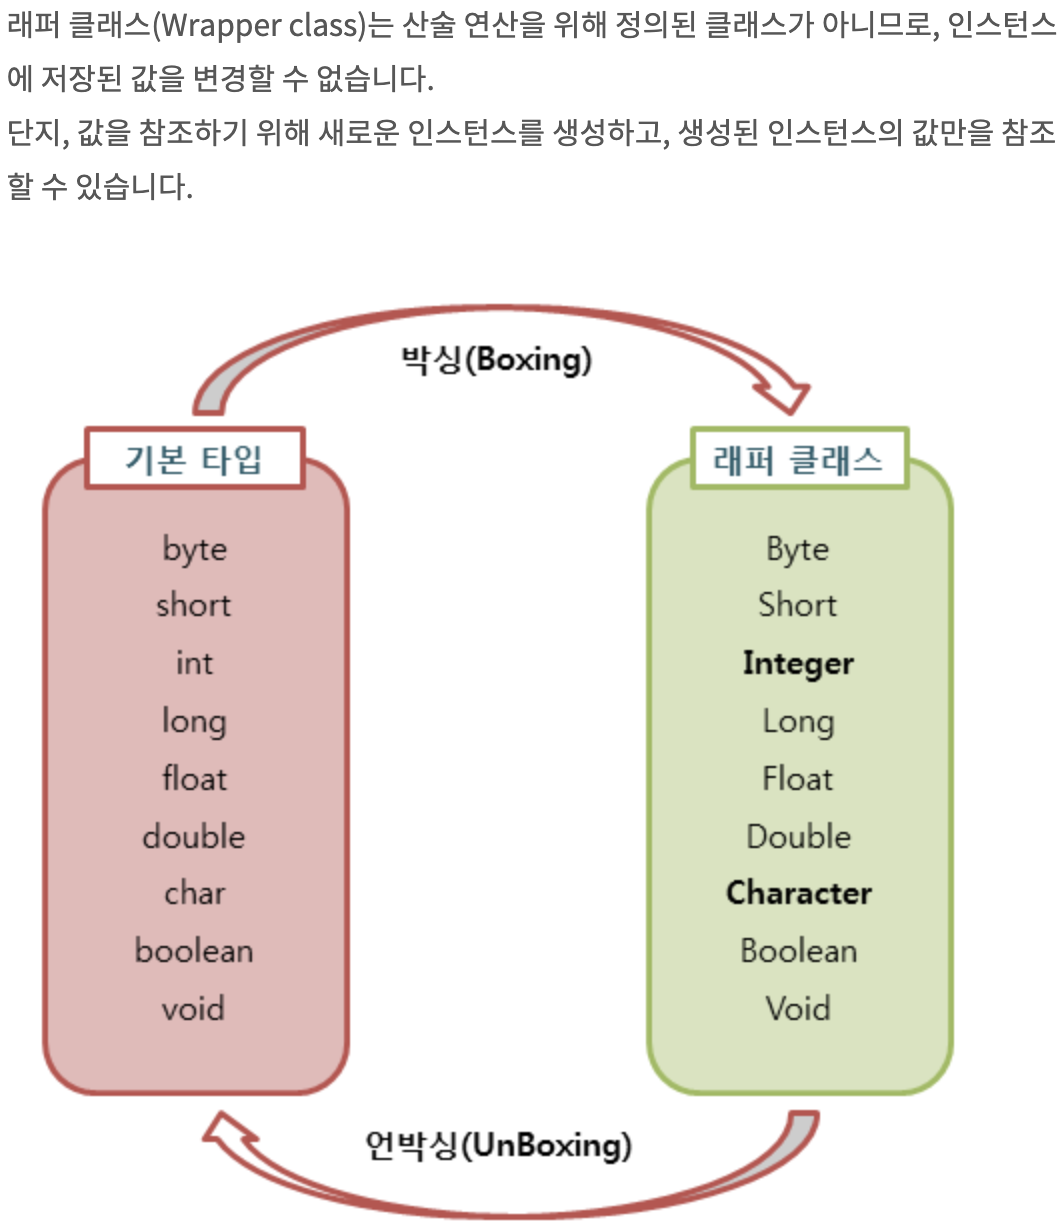 래퍼 클래스(Wrapper class)는 산술 연산을 위해 정의된 클래스가 아니므로, 인스턴스
에 저장된 값을 변경할 수 없습니다.
단지, 값을 참조하기 위해 새로운 인스턴스를 생성하고, 생성된 인스턴스의 값만을 참조
할 수 있습니다.
박싱(Boxing)
기본 타입
byte
short
int
long
float
double
char
boolean
void
래퍼 클래스
Byte
Short
Integer
Long
Float
Double
Character
Boolean
Void
언박싱(UnBoxing)